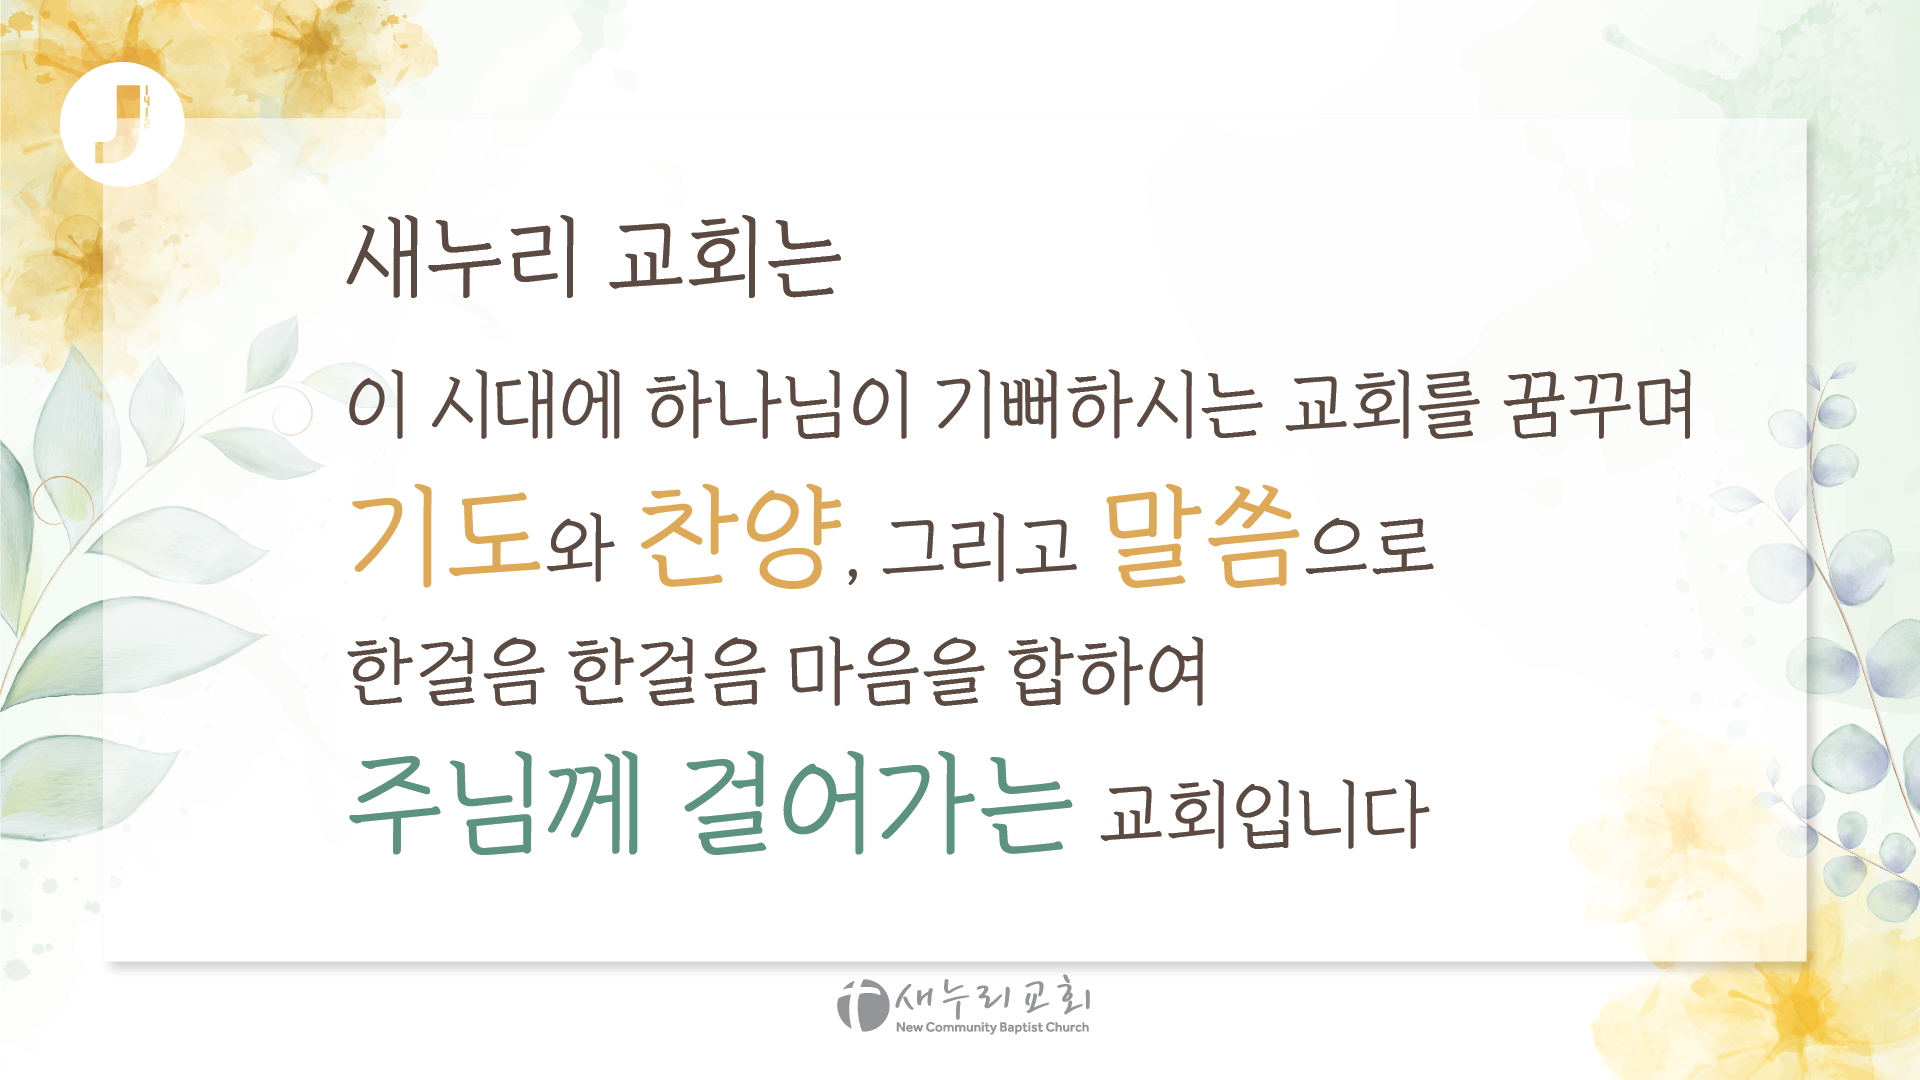 J
1412
새누리 교회는
이 시대에 하나님이 기뻐하시는 교회를 꿈꾸며
기도와 찬양, 그리고 말씀으로
한걸음 한걸음 마음을 합하여
주님께 걸어가는 교회입니다
새누리교회
New Community Baptist Church